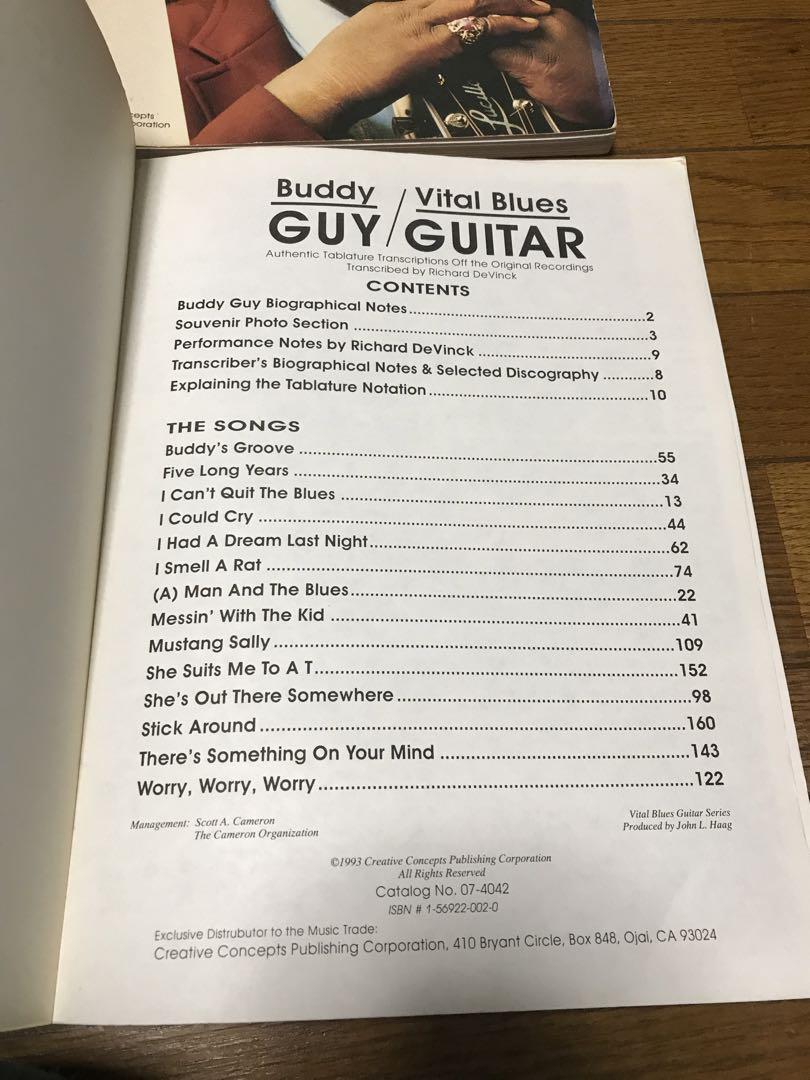 epts
oration
Lucille
Buddy GUY / Vital Blues GUITAR
Authentic Tablature Transcriptions Off the Original Recordings
Transcribed by Richard DeVinck
CONTENTS
Buddy Guy Biographical Notes..........2
Souvenir Photo Section ..........3
Performance Notes by Richard DeVinck ..........9
Transcriber's Biographical Notes & Selected Discography ..........8
Explaining the Tablature Notation..........10
THE SONGS
Buddy's Groove ..........55
Five Long Years ..........34
I Can't Quit The Blues ..........13
I Could Cry ..........44
I Had A Dream Last Night..........62
I Smell A Rat ..........74
(A) Man And The Blues..........22
Messin' With The Kid ..........41
Mustang Sally..........109
She Suits Me To A T..........152
She's Out There Somewhere..........98
Stick Around..........160
There's Something On Your Mind ..........143
Worry, Worry, Worry..........122
Management: Scott A. Cameron
The Cameron Organization
Vital Blues Guitar Series
Produced by John L. Haag
©1993 Creative Concepts Publishing Corporation
All Rights Reserved
Catalog No. 07-4042
ISBN # 1-56922-002-0
Exclusive Distrubutor to the Music Trade:
Creative Concepts Publishing Corporation, 410 Bryant Circle, Box 848, Ojai, CA 93024